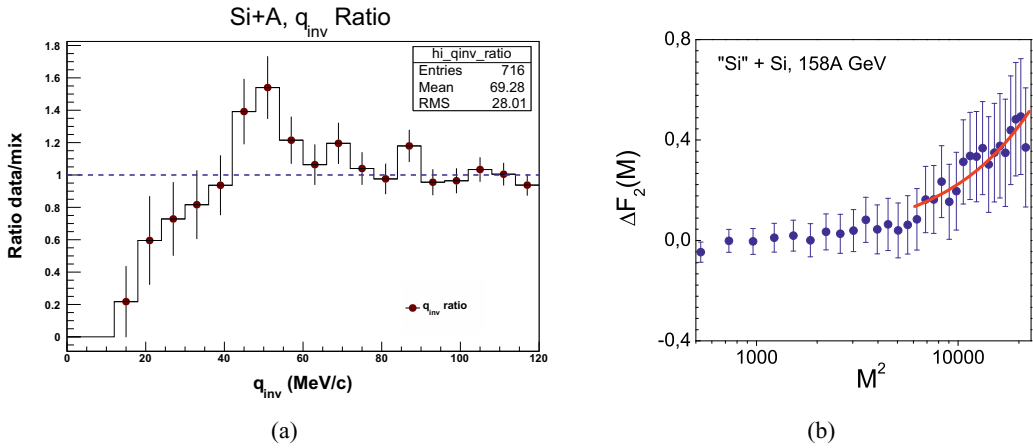 Si+A, q_inv Ratio
hi_qinv_ratio
Entries 716
Mean 69.28
RMS 28.01
Ratio data/mix
1.8
1.6
1.4
1.2
1
0.8
0.6
0.4
0.2
0
q_inv ratio
0 20 40 60 80 100 120
q_inv (MeV/c)
(a)
"Si" + Si, 158A GeV
ΔF₂(M)
0,8
0,4
0,0
-0,4
1000 10000
M²
(b)